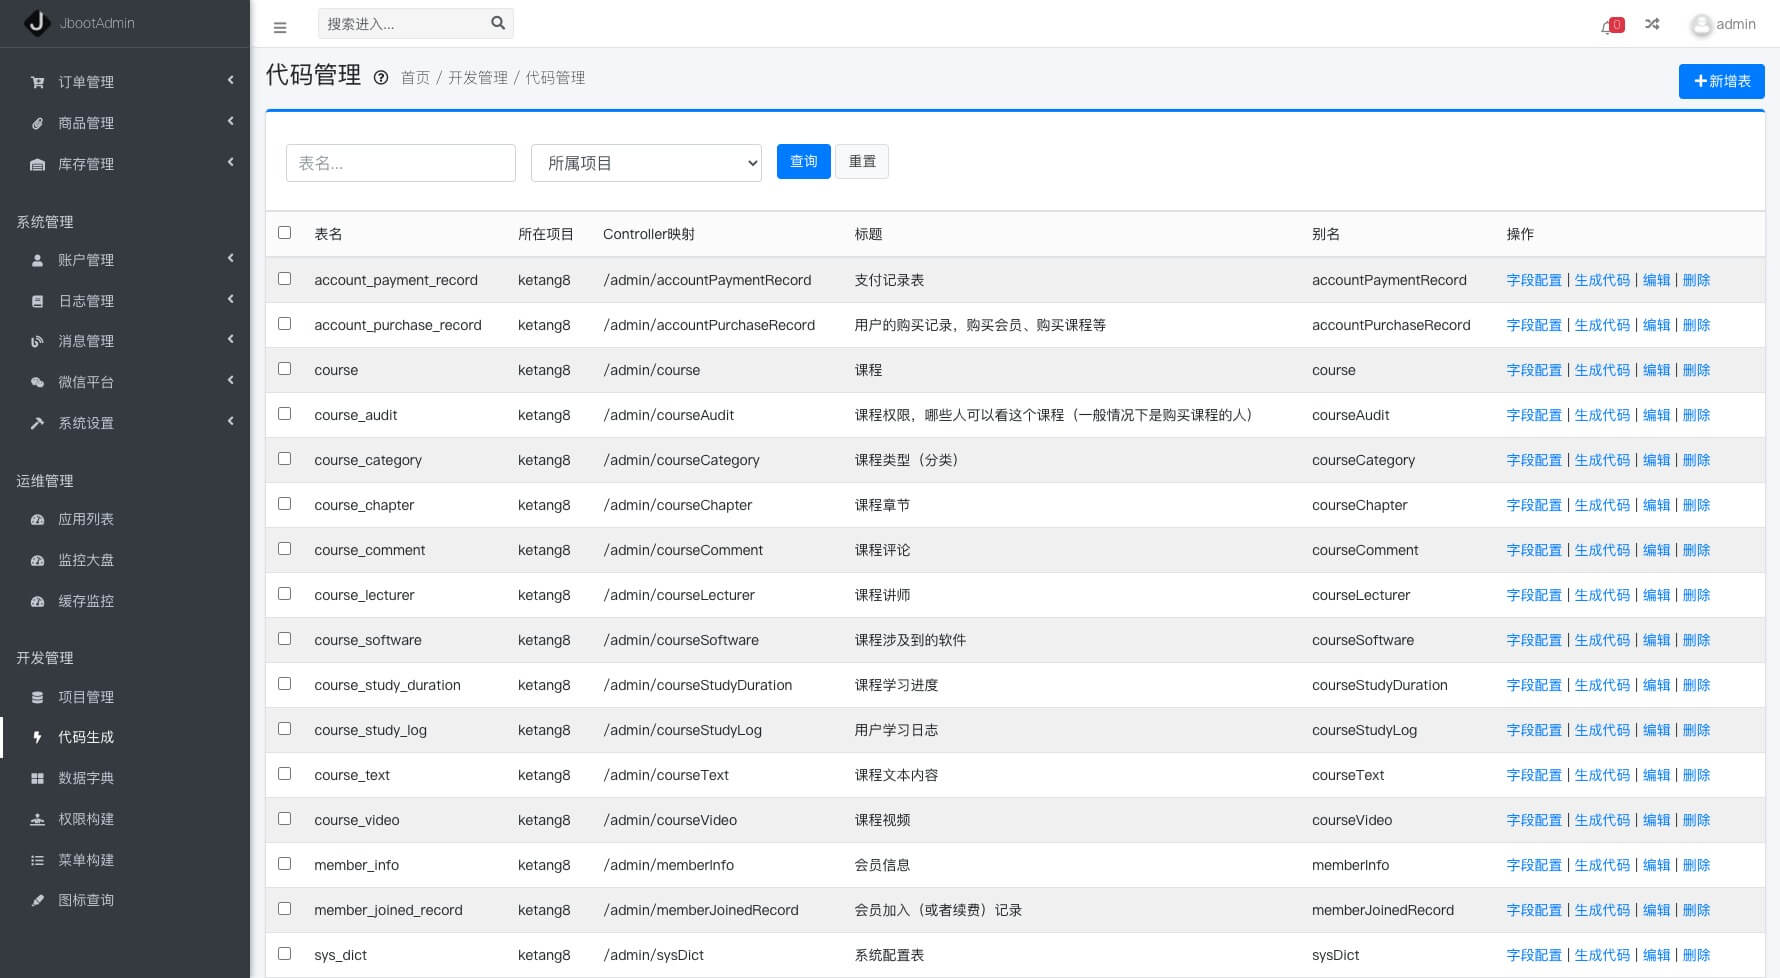 JbootAdmin
搜索进入...
0
admin
订单管理
商品管理
库存管理
系统管理
账户管理
日志管理
消息管理
微信平台
系统设置
运维管理
应用列表
监控大盘
缓存监控
开发管理
项目管理
代码生成
数据字典
权限构建
菜单构建
图标查询
代码管理 首页 / 开发管理 / 代码管理
新增表
表名... 所属项目 查询 重置
表名 所在项目 Controller映射 标题 别名 操作
account_payment_record ketang8 /admin/accountPaymentRecord 支付记录表 accountPaymentRecord 字段配置 | 生成代码 | 编辑 | 删除
account_purchase_record ketang8 /admin/accountPurchaseRecord 用户的购买记录，购买会员、购买课程等 accountPurchaseRecord 字段配置 | 生成代码 | 编辑 | 删除
course ketang8 /admin/course 课程 course 字段配置 | 生成代码 | 编辑 | 删除
course_audit ketang8 /admin/courseAudit 课程权限，哪些人可以看这个课程（一般情况下是购买课程的人） courseAudit 字段配置 | 生成代码 | 编辑 | 删除
course_category ketang8 /admin/courseCategory 课程类型（分类） courseCategory 字段配置 | 生成代码 | 编辑 | 删除
course_chapter ketang8 /admin/courseChapter 课程章节 courseChapter 字段配置 | 生成代码 | 编辑 | 删除
course_comment ketang8 /admin/courseComment 课程评论 courseComment 字段配置 | 生成代码 | 编辑 | 删除
course_lecturer ketang8 /admin/courseLecturer 课程讲师 courseLecturer 字段配置 | 生成代码 | 编辑 | 删除
course_software ketang8 /admin/courseSoftware 课程涉及到的软件 courseSoftware 字段配置 | 生成代码 | 编辑 | 删除
course_study_duration ketang8 /admin/courseStudyDuration 课程学习进度 courseStudyDuration 字段配置 | 生成代码 | 编辑 | 删除
course_study_log ketang8 /admin/courseStudyLog 用户学习日志 courseStudyLog 字段配置 | 生成代码 | 编辑 | 删除
course_text ketang8 /admin/courseText 课程文本内容 courseText 字段配置 | 生成代码 | 编辑 | 删除
course_video ketang8 /admin/courseVideo 课程视频 courseVideo 字段配置 | 生成代码 | 编辑 | 删除
member_info ketang8 /admin/memberInfo 会员信息 memberInfo 字段配置 | 生成代码 | 编辑 | 删除
member_joined_record ketang8 /admin/memberJoinedRecord 会员加入（或者续费）记录 memberJoinedRecord 字段配置 | 生成代码 | 编辑 | 删除
sys_dict ketang8 /admin/sysDict 系统配置表 sysDict 字段配置 | 生成代码 | 编辑 | 删除